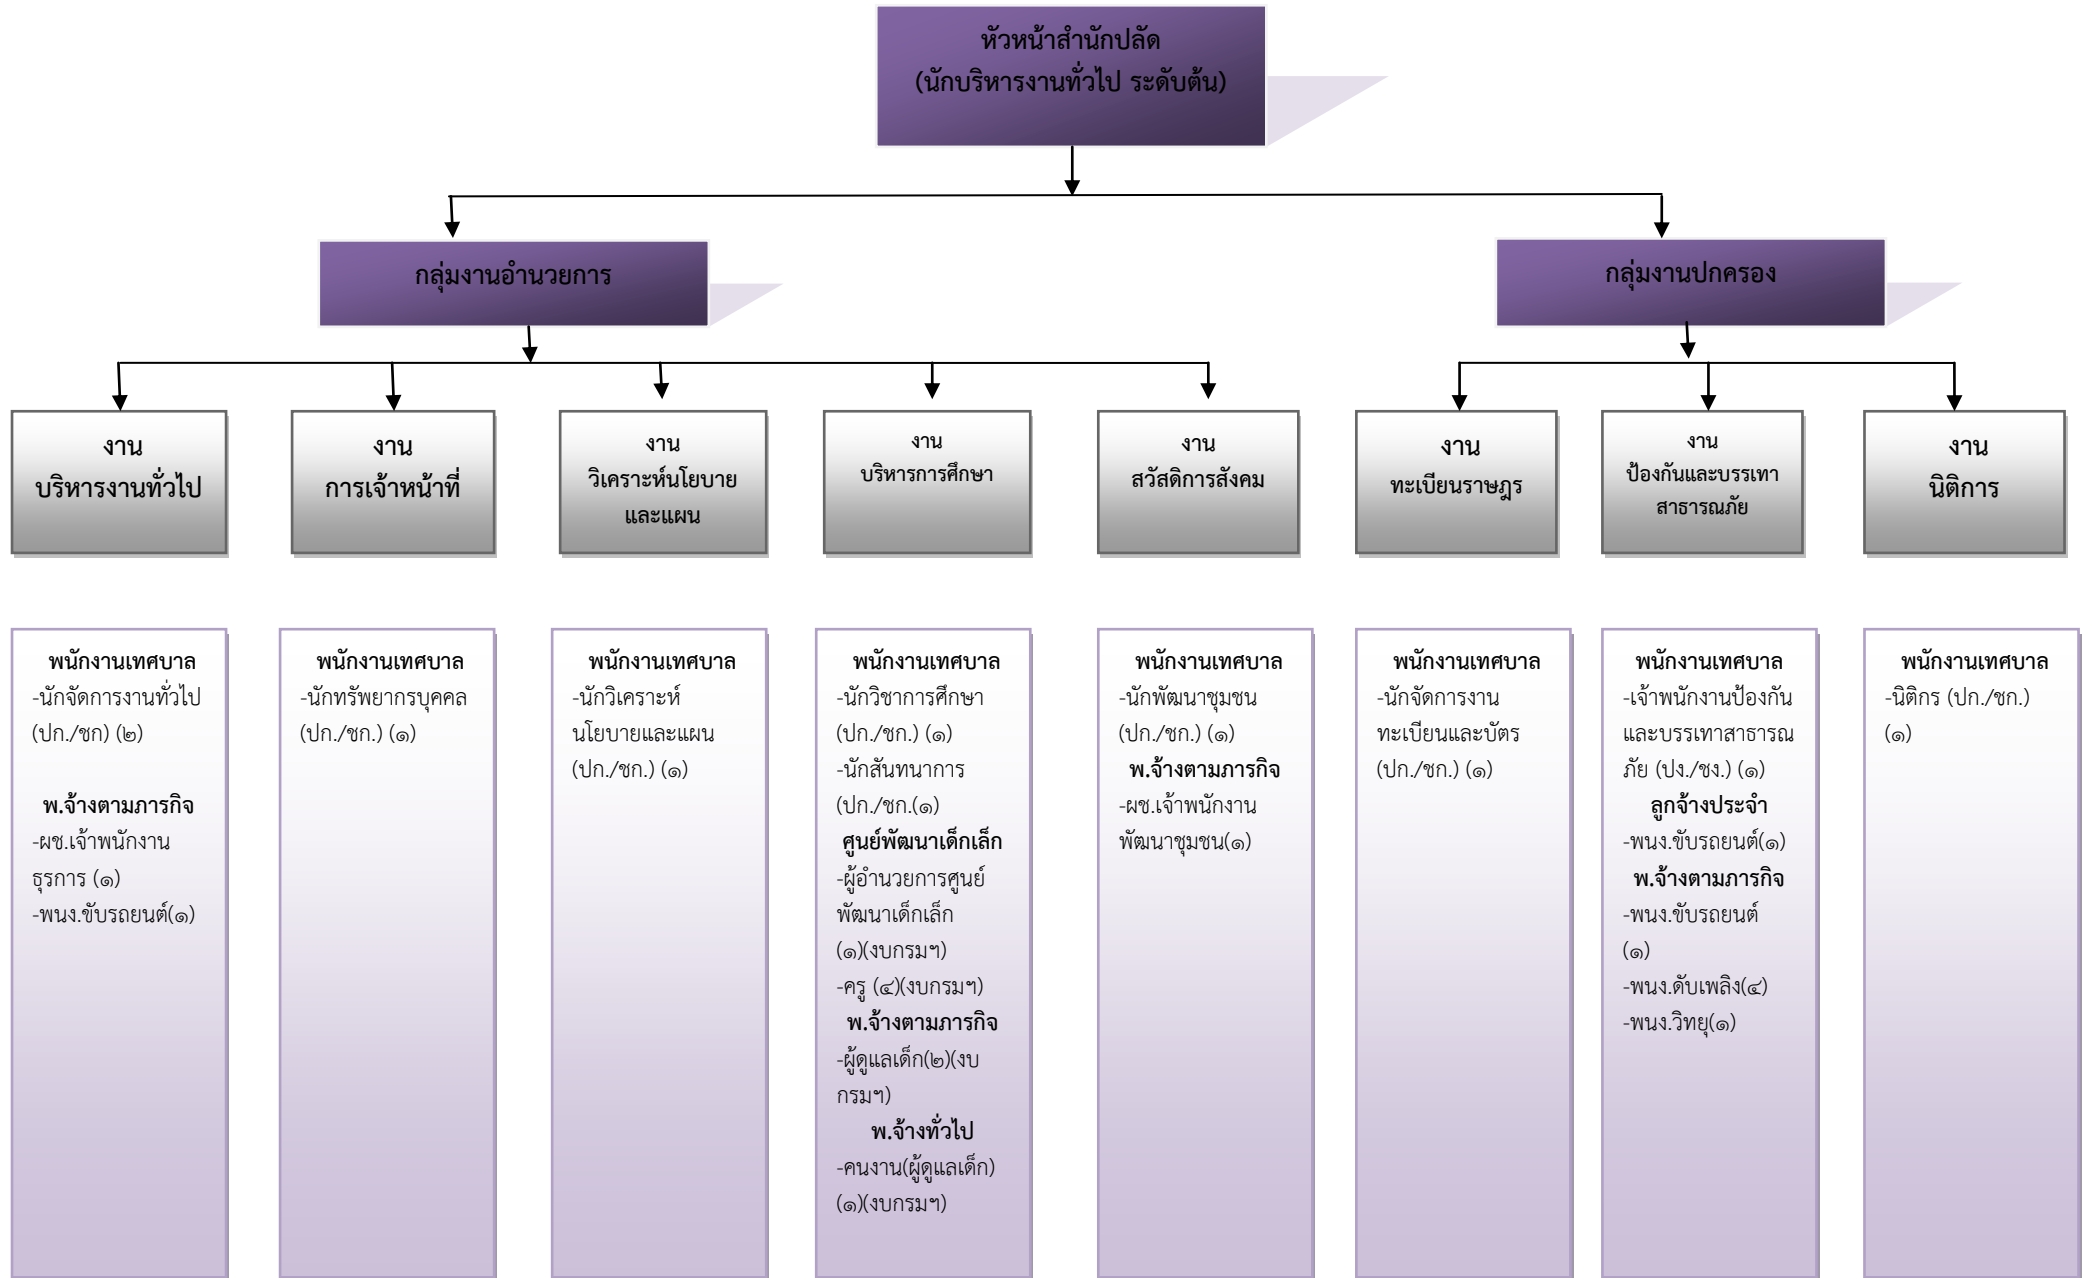 หัวหน้าสำนักปลัด
(นักบริหารงานทั่วไป ระดับต้น)
กลุ่มงานอำนวยการ
กลุ่มงานปกครอง
งาน
บริหารงานทั่วไป
งาน
การเจ้าหน้าที่
งาน
วิเคราะห์นโยบาย
และแผน
งาน
บริหารการศึกษา
งาน
สวัสดิการสังคม
งาน
ทะเบียนราษฎร
งาน
ป้องกันและบรรเทา
สาธารณภัย
งาน
นิติการ
พนักงานเทศบาล
-นักจัดการงานทั่วไป
(ปก./ชก) (๒)
พ.จ้างตามภารกิจ
-ผช.เจ้าพนักงาน
ธุรการ (๑)
-พนง.ขับรถยนต์(๑)
พนักงานเทศบาล
-นักทรัพยากรบุคคล
(ปก./ชก.) (๑)
พนักงานเทศบาล
-นักวิเคราะห์
นโยบายและแผน
(ปก./ชก.) (๑)
พนักงานเทศบาล
-นักวิชาการศึกษา
(ปก./ชก.) (๑)
-นักสันทนาการ
(ปก./ชก.(๑)
ศูนย์พัฒนาเด็กเล็ก
-ผู้อำนวยการศูนย์
พัฒนาเด็กเล็ก
(๑)(งบกรมฯ)
-ครู (๔)(งบกรมฯ)
พ.จ้างตามภารกิจ
-ผู้ดูแลเด็ก(๒)(งบ
กรมฯ)
พ.จ้างทั่วไป
-คนงาน(ผู้ดูแลเด็ก)
(๑)(งบกรมฯ)
พนักงานเทศบาล
-นักพัฒนาชุมชน
(ปก./ชก.) (๑)
พ.จ้างตามภารกิจ
-ผช.เจ้าพนักงาน
พัฒนาชุมชน(๑)
พนักงานเทศบาล
-นักจัดการงาน
ทะเบียนและบัตร
(ปก./ชก.) (๑)
พนักงานเทศบาล
-เจ้าพนักงานป้องกัน
และบรรเทาสาธารณ
ภัย (ปง./ชง.) (๑)
ลูกจ้างประจำ
-พนง.ขับรถยนต์(๑)
พ.จ้างตามภารกิจ
-พนง.ขับรถยนต์
(๑)
-พนง.ดับเพลิง(๔)
-พนง.วิทยุ(๑)
พนักงานเทศบาล
-นิติกร (ปก./ชก.)
(๑)